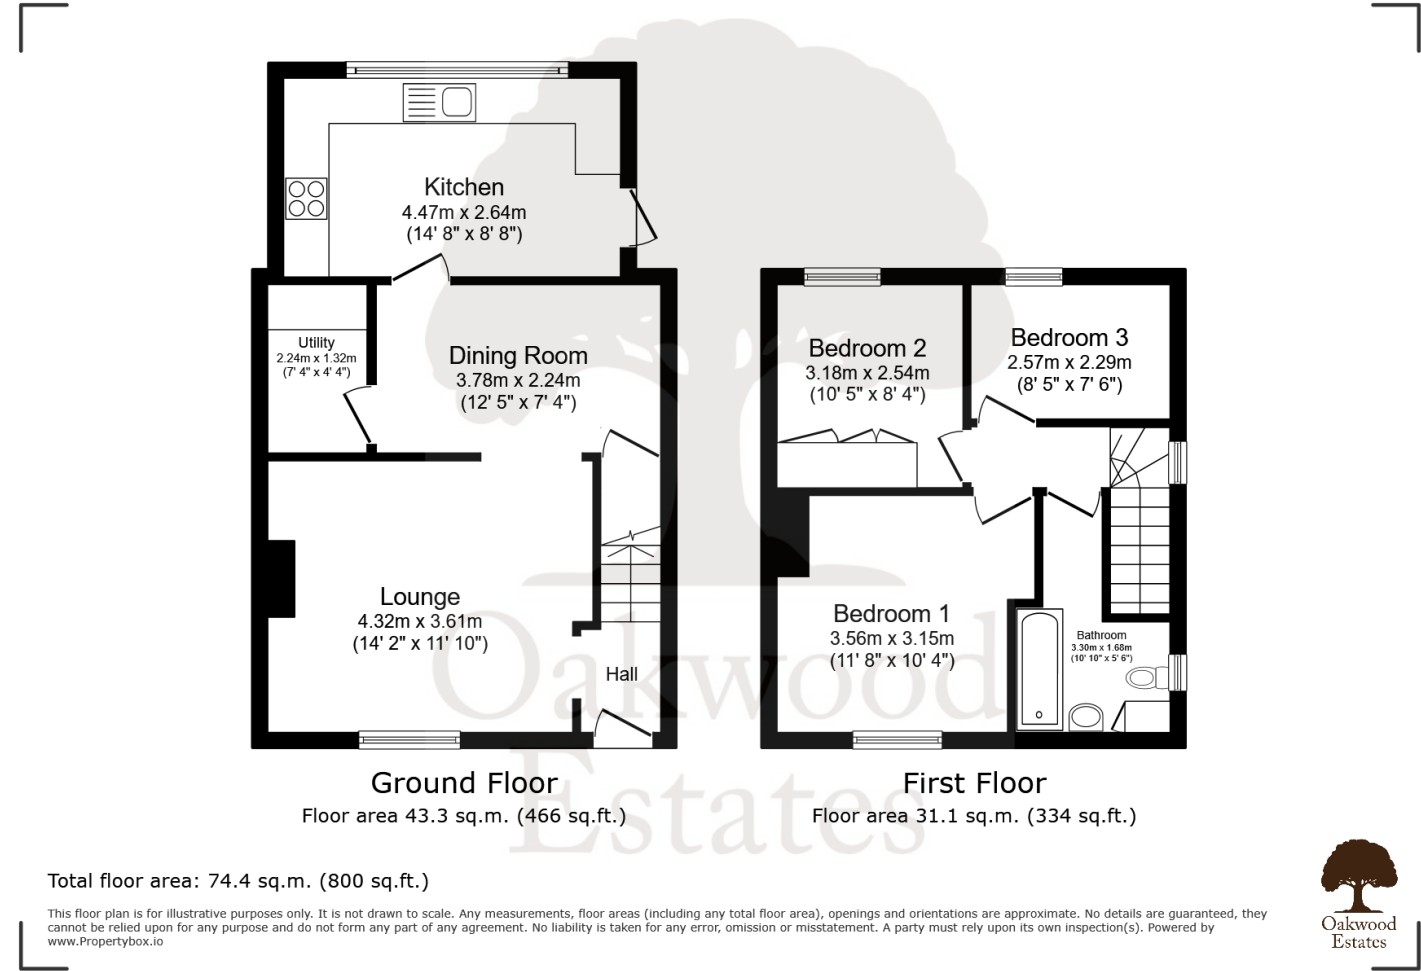 Kitchen
4.47m x 2.64m
(14' 8" x 8' 8")
Utility
2.24m x 1.32m
(7' 4" x 4' 4")
Dining Room
3.78m x 2.24m
(12' 5" x 7' 4")
Lounge
4.32m x 3.61m
(14' 2" x 11' 10")
Hall
Bedroom 2
3.18m x 2.54m
(10' 5" x 8' 4")
Bedroom 3
2.57m x 2.29m
(8' 5" x 7' 6")
Bedroom 1
3.56m x 3.15m
(11' 8" x 10' 4")
Bathroom
3.30m x 1.68m
(10' 10" x 5' 6")
Oakwood
Estates
Ground Floor
Floor area 43.3 sq.m. (466 sq.ft.)
First Floor
Floor area 31.1 sq.m. (334 sq.ft.)
Total floor area: 74.4 sq.m. (800 sq.ft.)
This floor plan is for illustrative purposes only. It is not drawn to scale. Any measurements, floor areas (including any total floor area), openings and orientations are approximate. No details are guaranteed, they
cannot be relied upon for any purpose and do not form any part of any agreement. No liability is taken for any error, omission or misstatement. A party must rely upon its own inspection(s). Powered by
www.Propertybox.io
Oakwood
Estates